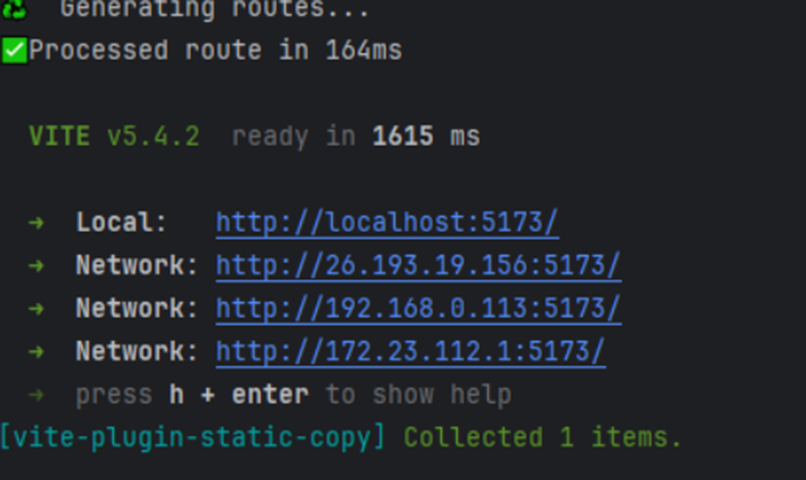 Generating routes...
✅Processed route in 164ms
VITE v5.4.2 ready in 1615 ms
➜ Local: http://localhost:5173/
➜ Network: http://26.193.19.156:5173/
➜ Network: http://192.168.0.113:5173/
➜ Network: http://172.23.112.1:5173/
➜ press h + enter to show help
[vite-plugin-static-copy] Collected 1 items.